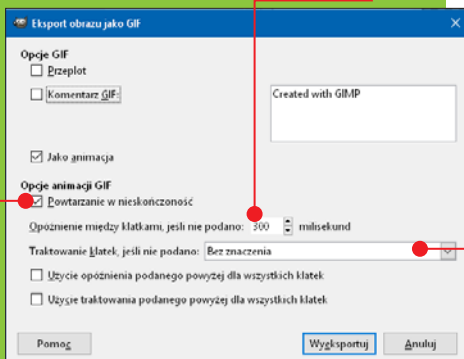 Eksport obrazu jako GIF
Opcje GIF
Przeplot
Komentarz GIF:
Created with GIMP
Jako animacja
Opcje animacji GIF
Powtarzanie w nieskończoność
Opóźnienie między klatkami, jeśli nie podano: 300 milisekund
Traktowanie klatek, jeśli nie podano: Bez znaczenia
Użycie opóźnienia podanego powyżej dla wszystkich klatek
Użycie traktowania podanego powyżej dla wszystkich klatek
Pomoc Wyeksportuj Anuluj